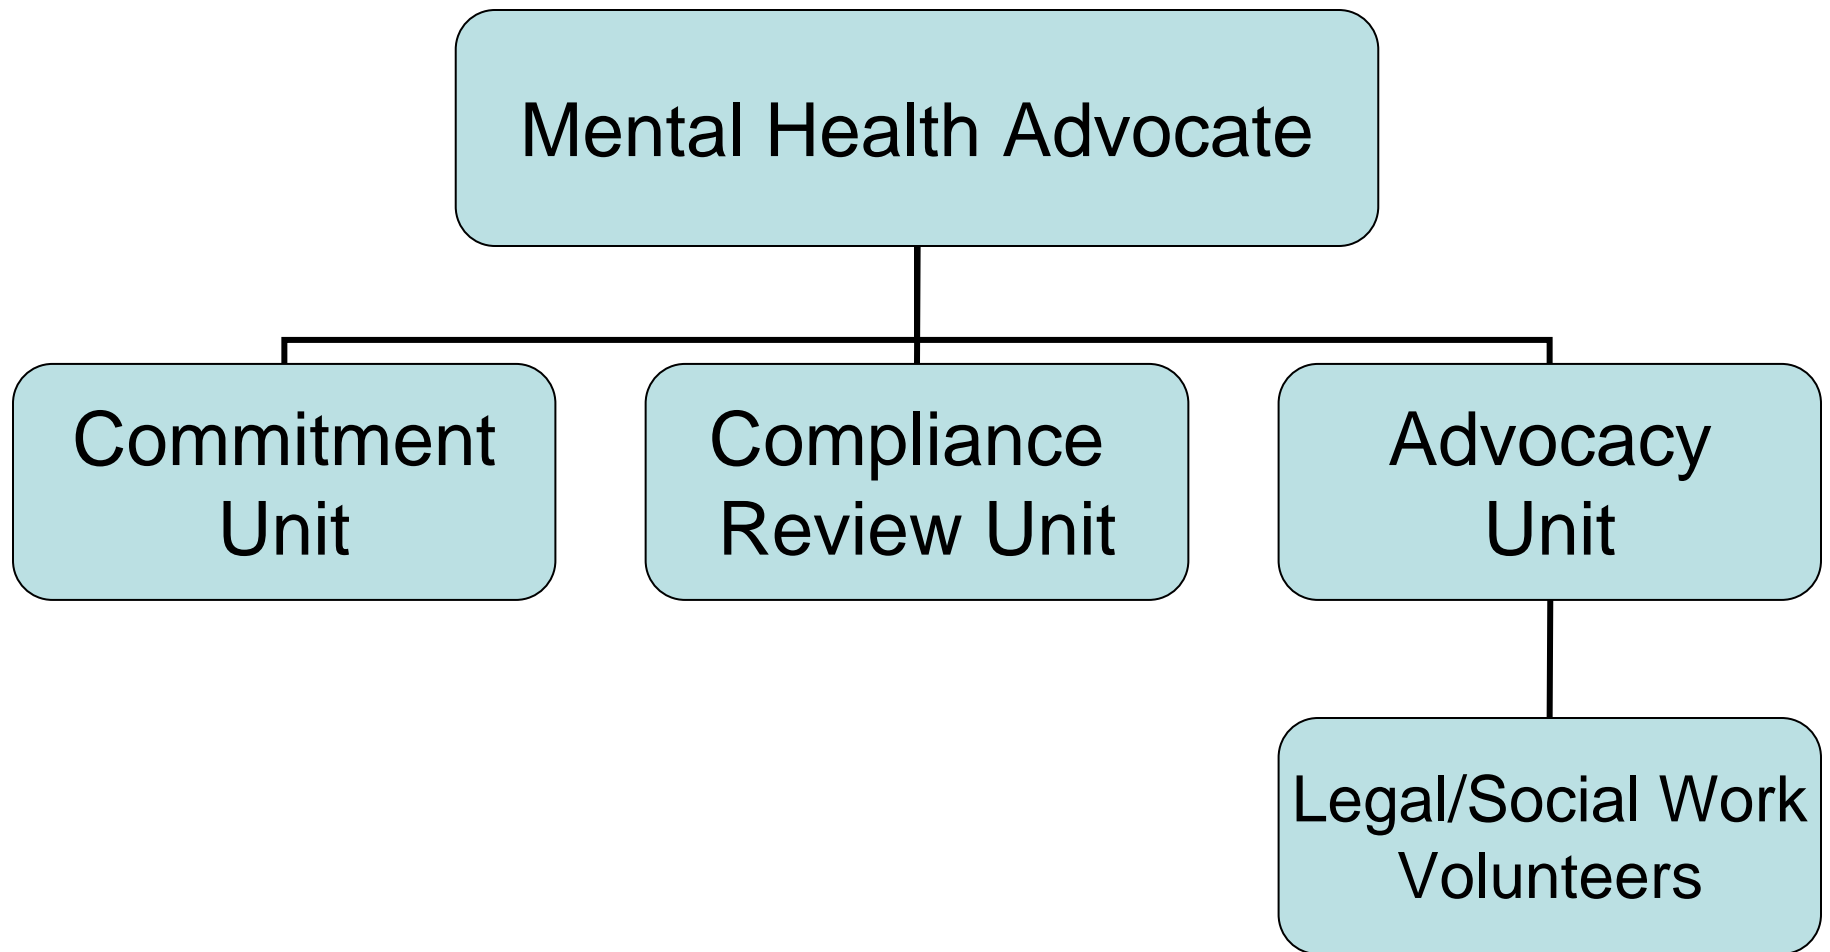 Mental Health Advocate
Commitment
Unit
Compliance
Review Unit
Advocacy
Unit
Legal/Social Work
Volunteers